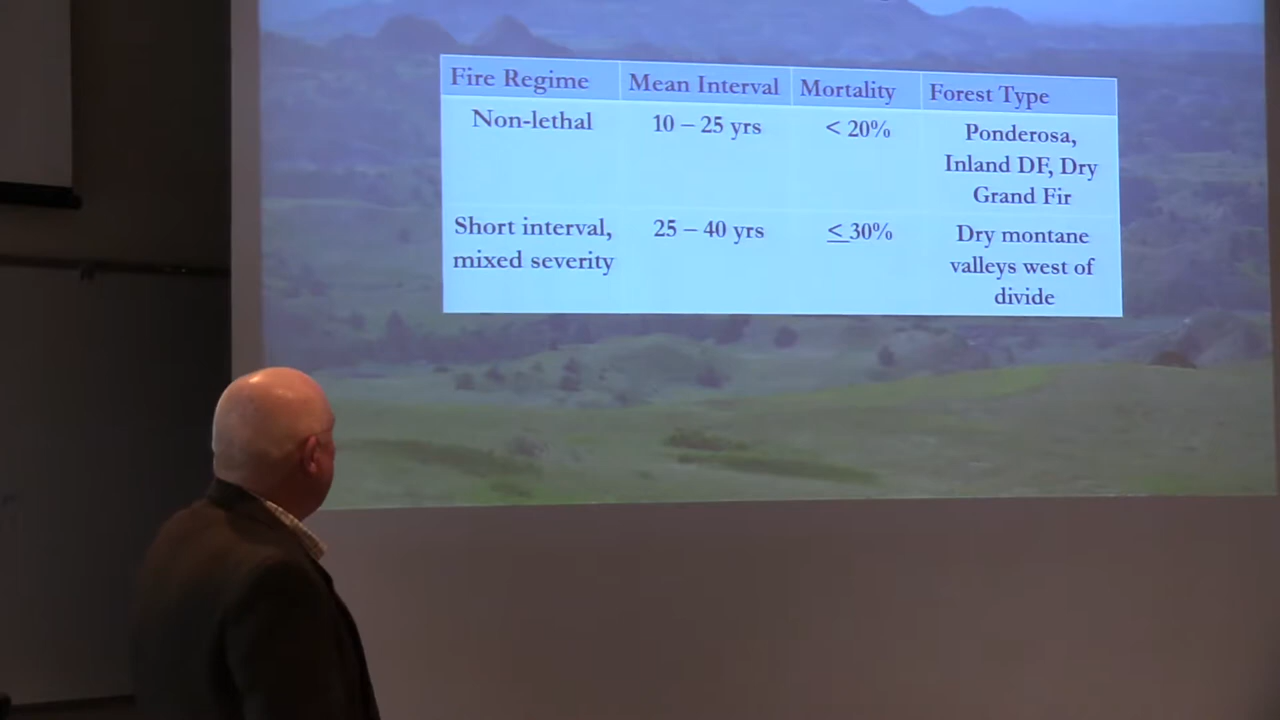 Fire Regime Mean Interval Mortality Forest Type
Non-lethal 10 – 25 yrs < 20% Ponderosa,
Inland DF, Dry
Grand Fir
Short interval, 25 – 40 yrs ≤ 30% Dry montane
mixed severity valleys west of
divide